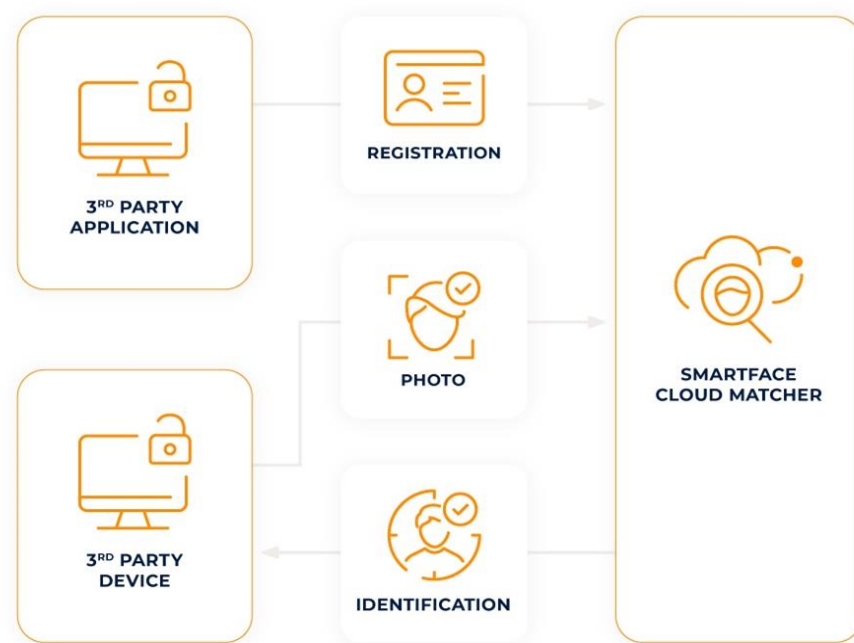 REGISTRATION
3RD PARTY
APPLICATION
PHOTO
SMARTFACE
CLOUD MATCHER
3RD PARTY
DEVICE
IDENTIFICATION